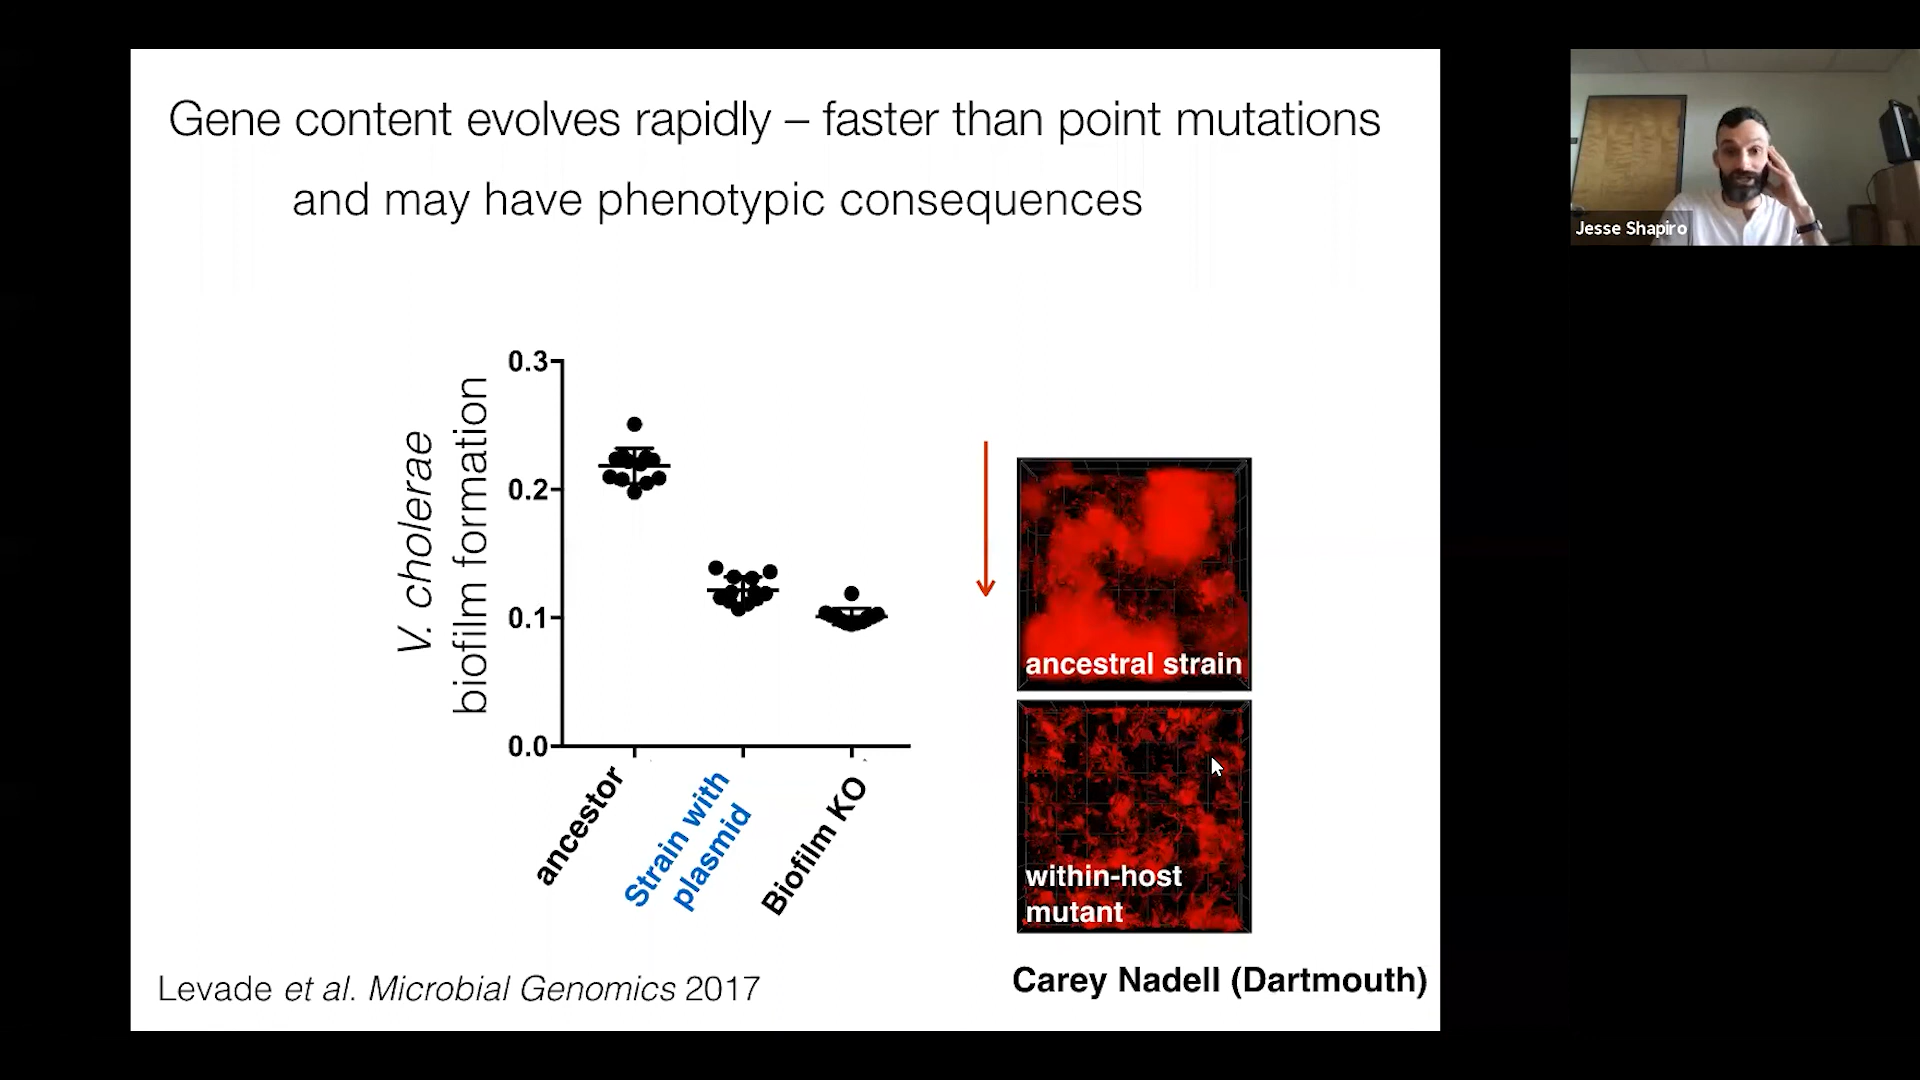 Gene content evolves rapidly – faster than point mutations
and may have phenotypic consequences
Jesse Shapiro
V. cholerae
biofilm formation
0.3
0.2
0.1
0.0
ancestor
Strain with
plasmid
Biofilm KO
ancestral strain
within-host
mutant
Levade et al. Microbial Genomics 2017
Carey Nadell (Dartmouth)